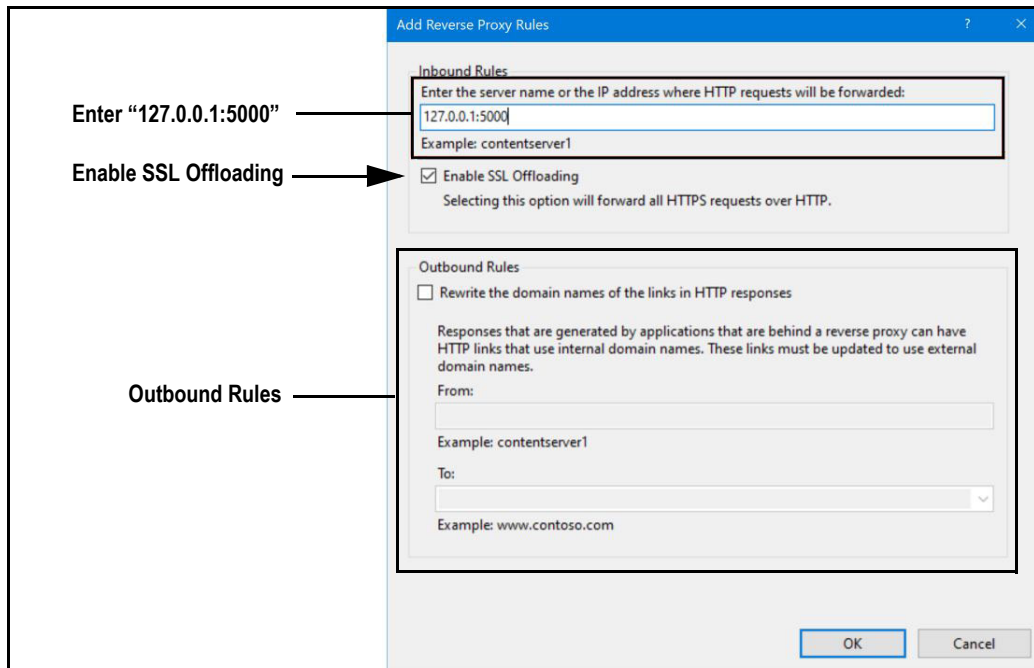 Add Reverse Proxy Rules
?
Inbound Rules
Enter the server name or the IP address where HTTP requests will be forwarded:
Enter “127.0.0.1:5000”
127.0.0.1:5000
Example: contentserver1
Enable SSL Offloading
Enable SSL Offloading
Selecting this option will forward all HTTPS requests over HTTP.
Outbound Rules
Rewrite the domain names of the links in HTTP responses
Responses that are generated by applications that are behind a reverse proxy can have
HTTP links that use internal domain names. These links must be updated to use external
domain names.
Outbound Rules
From:
Example: contentserver1
To:
Example: www.contoso.com
OK
Cancel